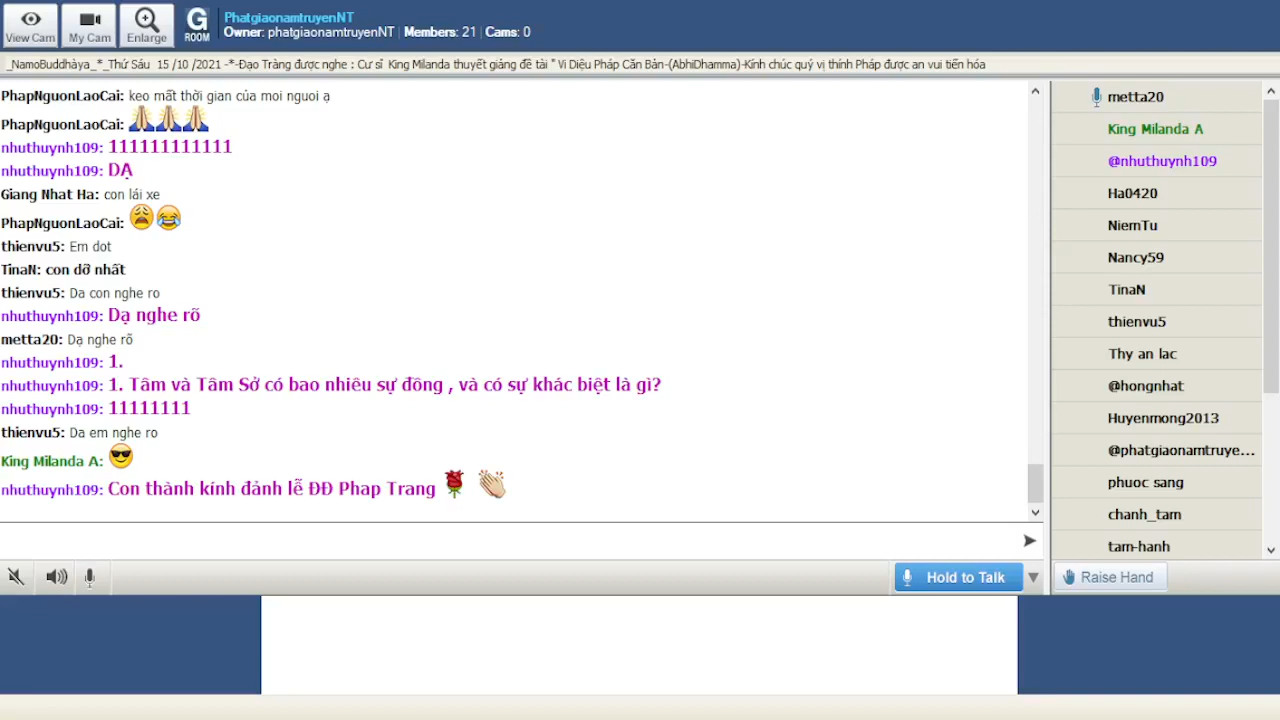 View Cam
My Cam
Enlarge
G
ROOM
PhatgiaonamtruyenNT
Owner: phatgiaonamtruyenNT | Members: 21 | Cams: 0
_NamoBuddhàya_*_Thứ Sáu 15 /10 /2021 -*-Đạo Tràng được nghe : Cư sĩ King Milanda thuyết giảng đề tài " Vi Diệu Pháp Căn Bản-(AbhiDhamma)-Kính chúc quý vị thính Pháp được an vui tiến hóa
PhapNguonLaoCai: kẻo mất thời gian của moi nguoi ạ
PhapNguonLaoCai:
nhuthuynh109: 111111111111
nhuthuynh109: DẠ
Giang Nhat Ha: con lái xe
PhapNguonLaoCai:
thienvu5: Em dot
TinaN: con dỡ nhất
thienvu5: Da con nghe ro
nhuthuynh109: Dạ nghe rõ
metta20: Dạ nghe rõ
nhuthuynh109: 1.
nhuthuynh109: 1. Tâm và Tâm Sở có bao nhiêu sự đồng , và có sự khác biệt là gì?
nhuthuynh109: 11111111
thienvu5: Da em nghe ro
King Milanda A:
nhuthuynh109: Con thành kính đảnh lễ ĐĐ Phap Trang
Hold to Talk
metta20
King Milanda A
@nhuthuynh109
Ha0420
NiemTu
Nancy59
TinaN
thienvu5
Thy an lac
@hongnhat
Huyenmong2013
@phatgiaonamtruye...
phuoc sang
chanh_tam
tam-hanh
Raise Hand